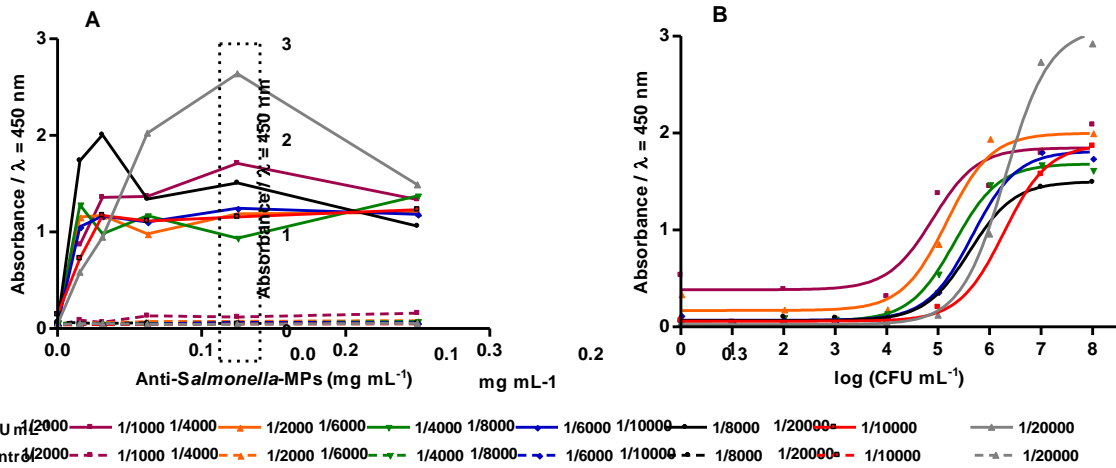 A
B
Absorbance / λ = 450 nm
3
2
1
0
0.0
0.1
0.2
0.3
Anti-Salmonella-MPs (mg mL-1)
Absorbance / λ = 450 nm
3
2
1
0
0.0
0.1
0.2
0.3
mg mL-1
Absorbance / λ = 450 nm
3
2
1
0
0 1 2 3 4 5 6 7 8
log (CFU mL-1)
1/2000 1/1000 1/4000 1/2000 1/6000 1/4000 1/8000 1/6000 1/10000 1/8000 1/20000 1/10000 1/20000
1/2000 1/1000 1/4000 1/2000 1/6000 1/4000 1/8000 1/6000 1/10000 1/8000 1/20000 1/10000 1/20000